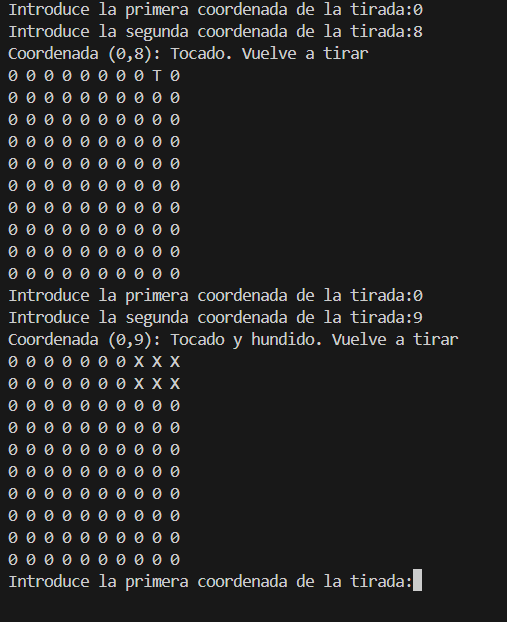 Introduce la primera coordenada de la tirada:0
Introduce la segunda coordenada de la tirada:8
Coordenada (0,8): Tocado. Vuelve a tirar
0 0 0 0 0 0 0 0 T 0
0 0 0 0 0 0 0 0 0 0
0 0 0 0 0 0 0 0 0 0
0 0 0 0 0 0 0 0 0 0
0 0 0 0 0 0 0 0 0 0
0 0 0 0 0 0 0 0 0 0
0 0 0 0 0 0 0 0 0 0
0 0 0 0 0 0 0 0 0 0
0 0 0 0 0 0 0 0 0 0
0 0 0 0 0 0 0 0 0 0
Introduce la primera coordenada de la tirada:0
Introduce la segunda coordenada de la tirada:9
Coordenada (0,9): Tocado y hundido. Vuelve a tirar
0 0 0 0 0 0 0 X X X
0 0 0 0 0 0 0 X X X
0 0 0 0 0 0 0 0 0 0
0 0 0 0 0 0 0 0 0 0
0 0 0 0 0 0 0 0 0 0
0 0 0 0 0 0 0 0 0 0
0 0 0 0 0 0 0 0 0 0
0 0 0 0 0 0 0 0 0 0
0 0 0 0 0 0 0 0 0 0
0 0 0 0 0 0 0 0 0 0
Introduce la primera coordenada de la tirada: